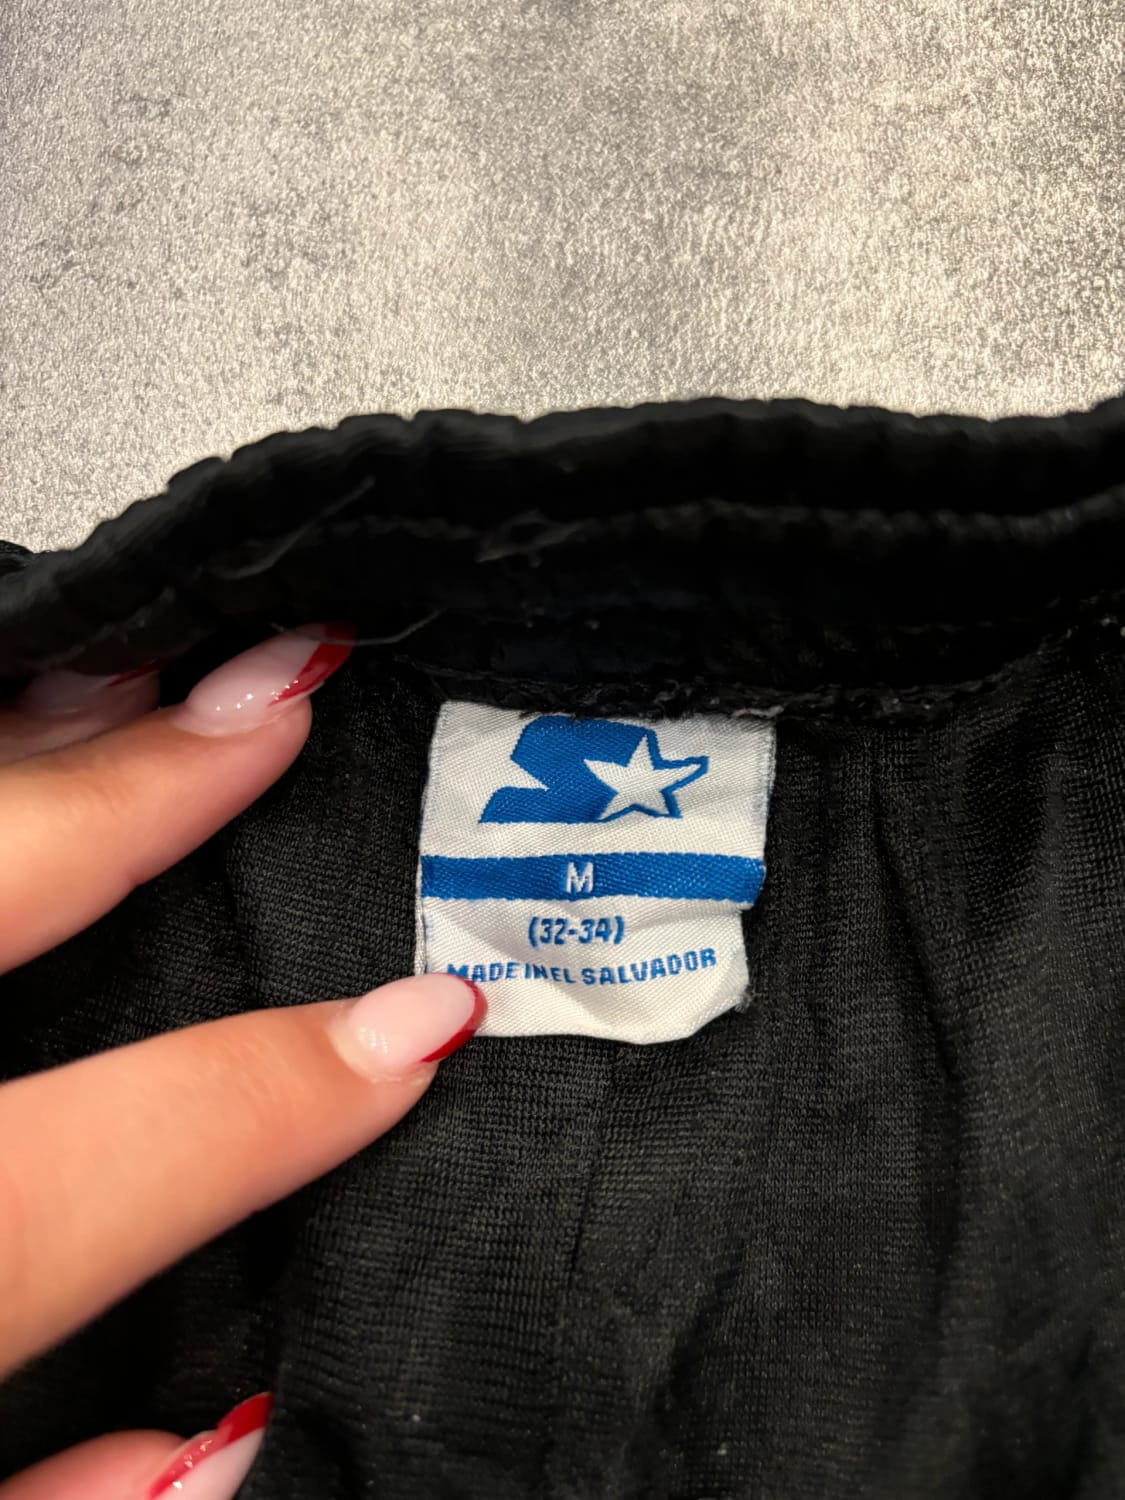 M
(32-34)
MADE IN EL SALVADOR